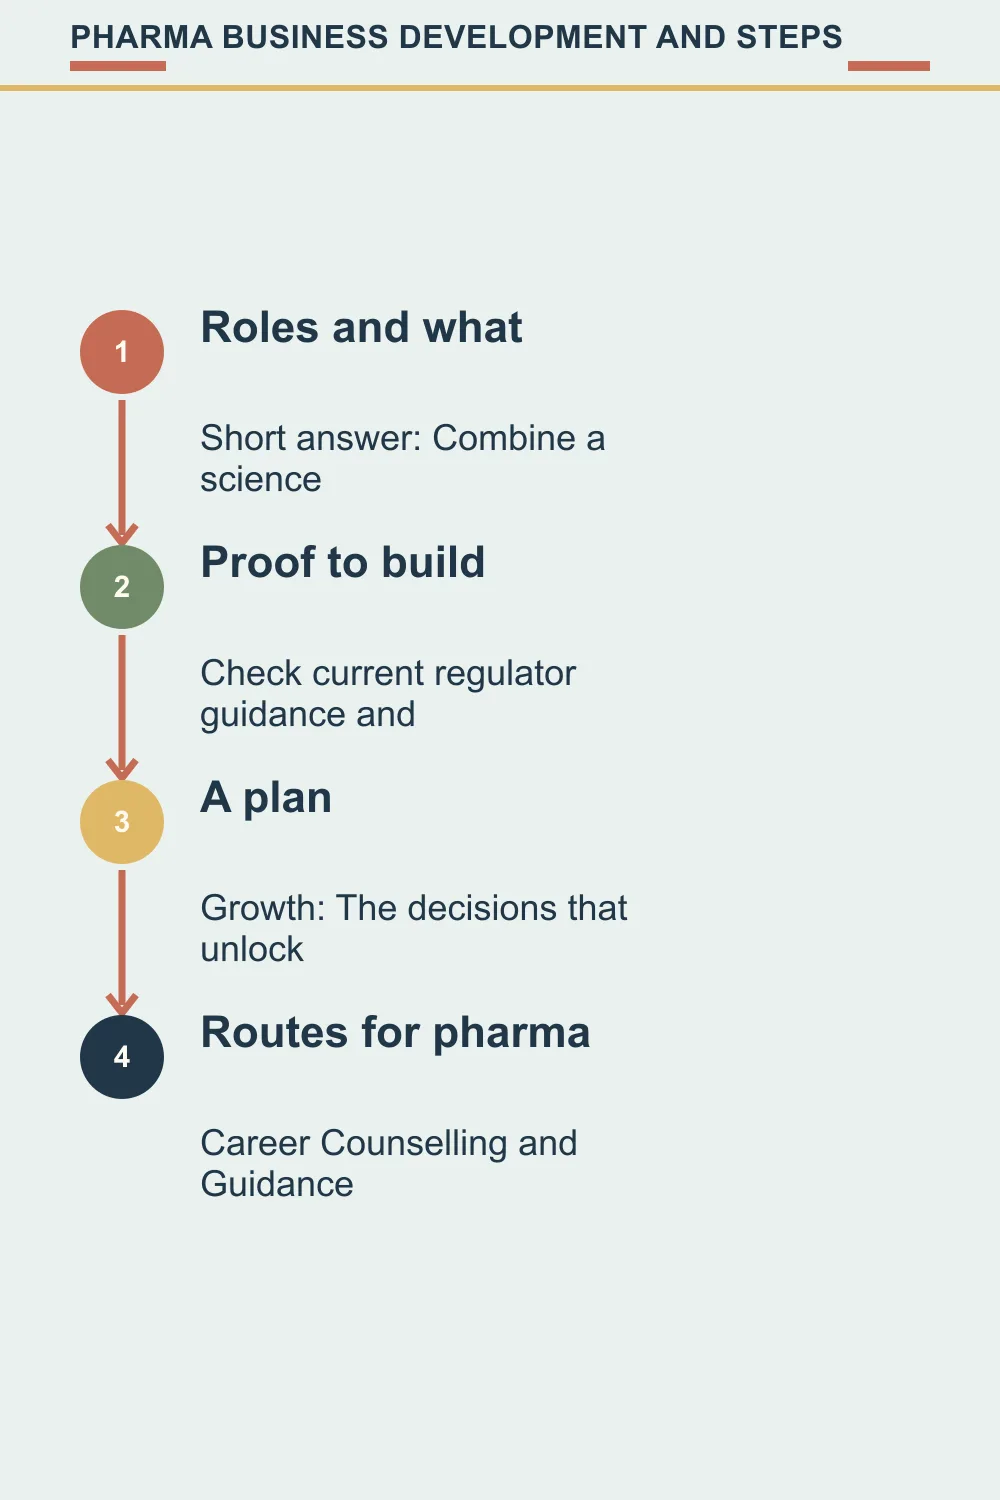 PHARMA BUSINESS DEVELOPMENT AND STEPS
1
Roles and what
Short answer: Combine a
science
2
Proof to build
Check current regulator
guidance and
3
A plan
Growth: The decisions that
unlock
4
Routes for pharma
Career Counselling and
Guidance